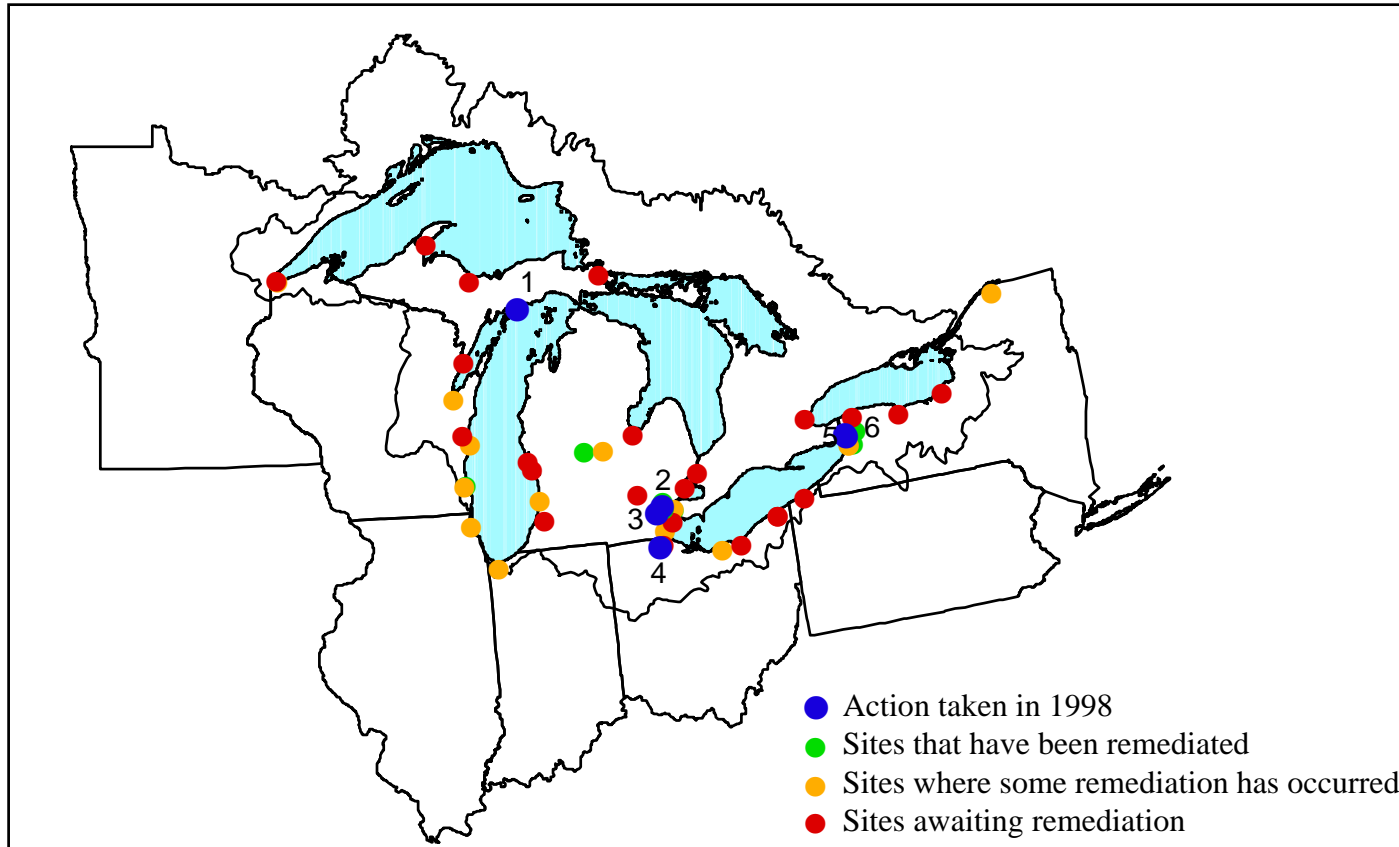 1
2
3
4
5
6
Action taken in 1998
Sites that have been remediated
Sites where some remediation has occurred
Sites awaiting remediation